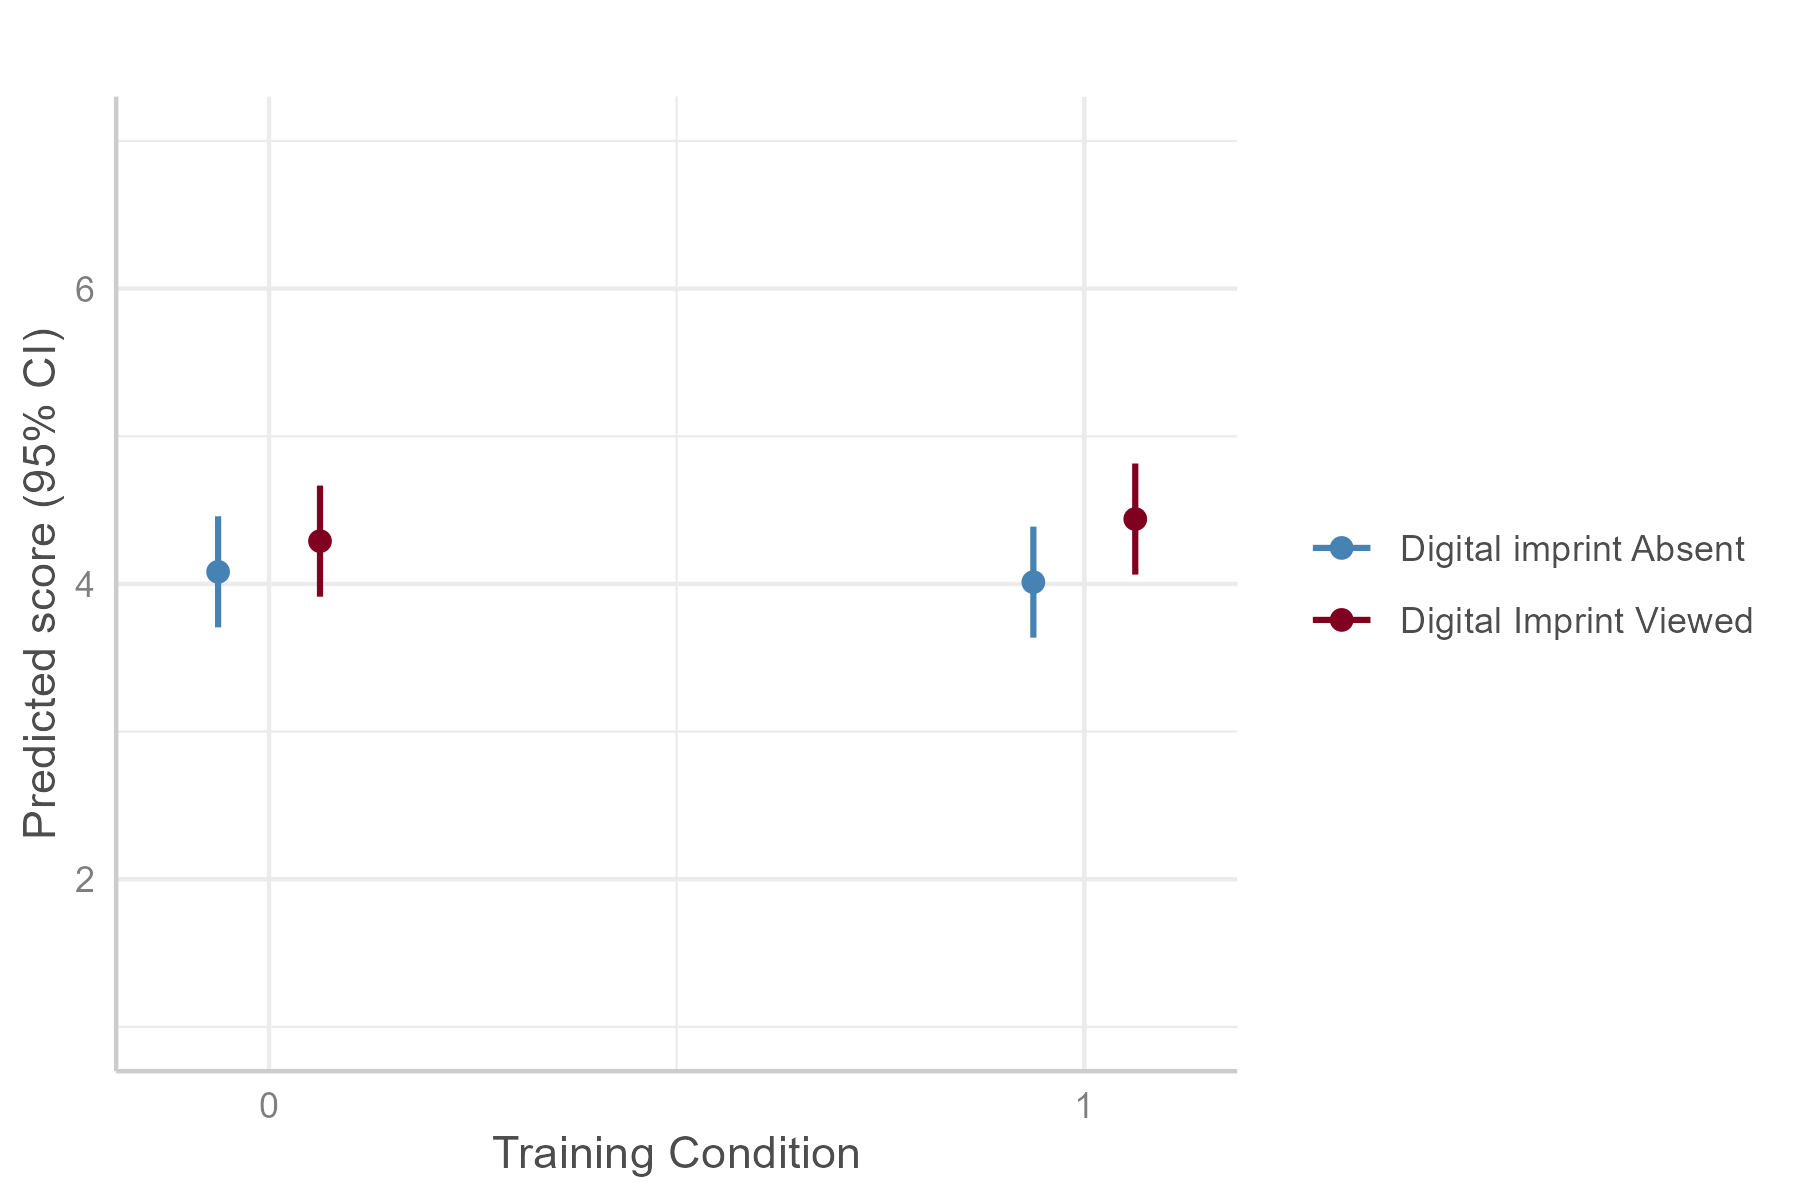 Predicted score (95% CI)
6
4
2
0
1
Training Condition
Digital imprint Absent
Digital Imprint Viewed